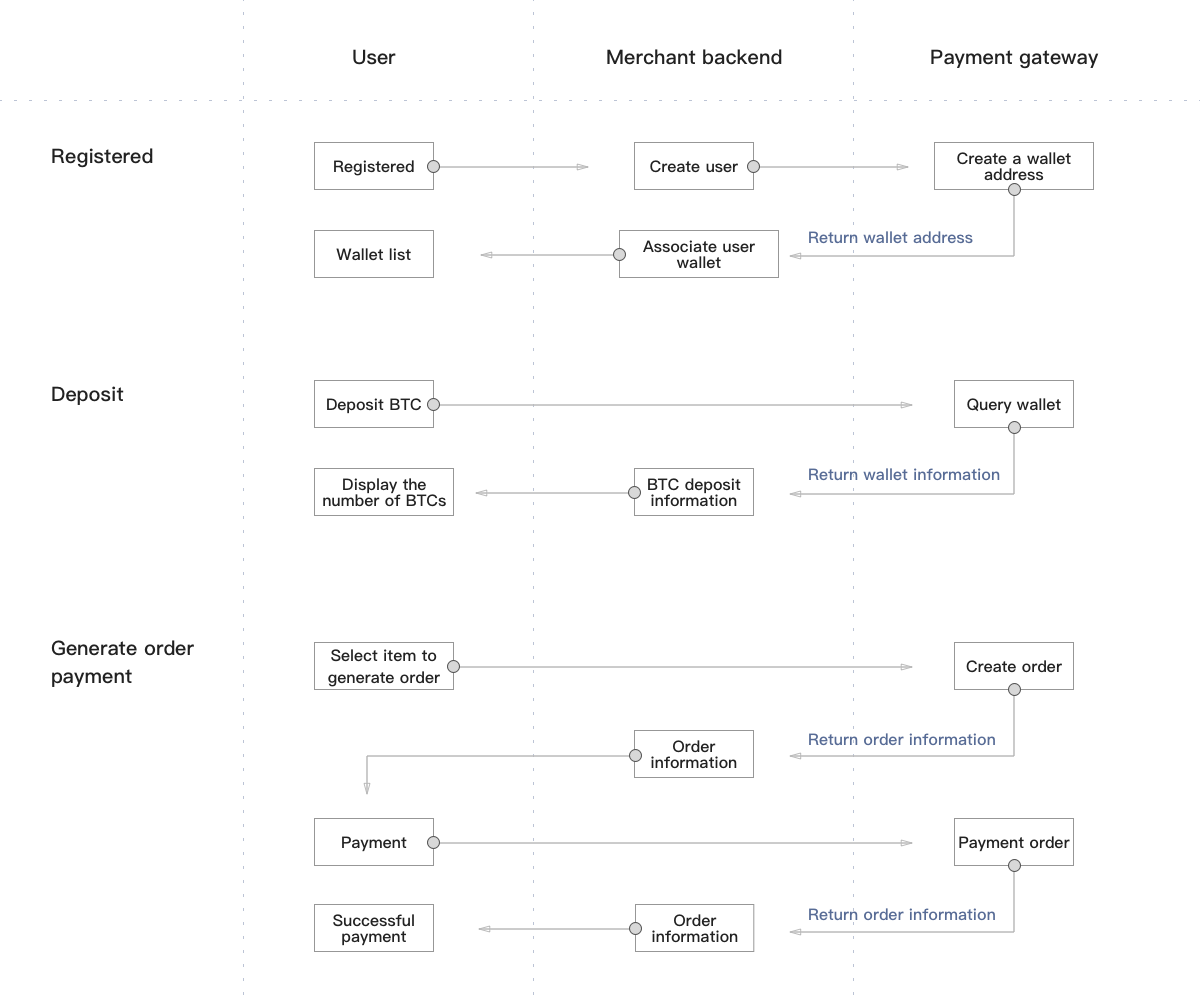 User
Merchant backend
Payment gateway
Registered
Registered
Create user
Create a wallet
address
Wallet list
Associate user
wallet
Return wallet address
Deposit
Deposit BTC
Query wallet
Display the
number of BTCs
BTC deposit
information
Return wallet information
Generate order
payment
Select item to
generate order
Create order
Order
information
Return order information
Payment
Payment order
Successful
payment
Order
information
Return order information